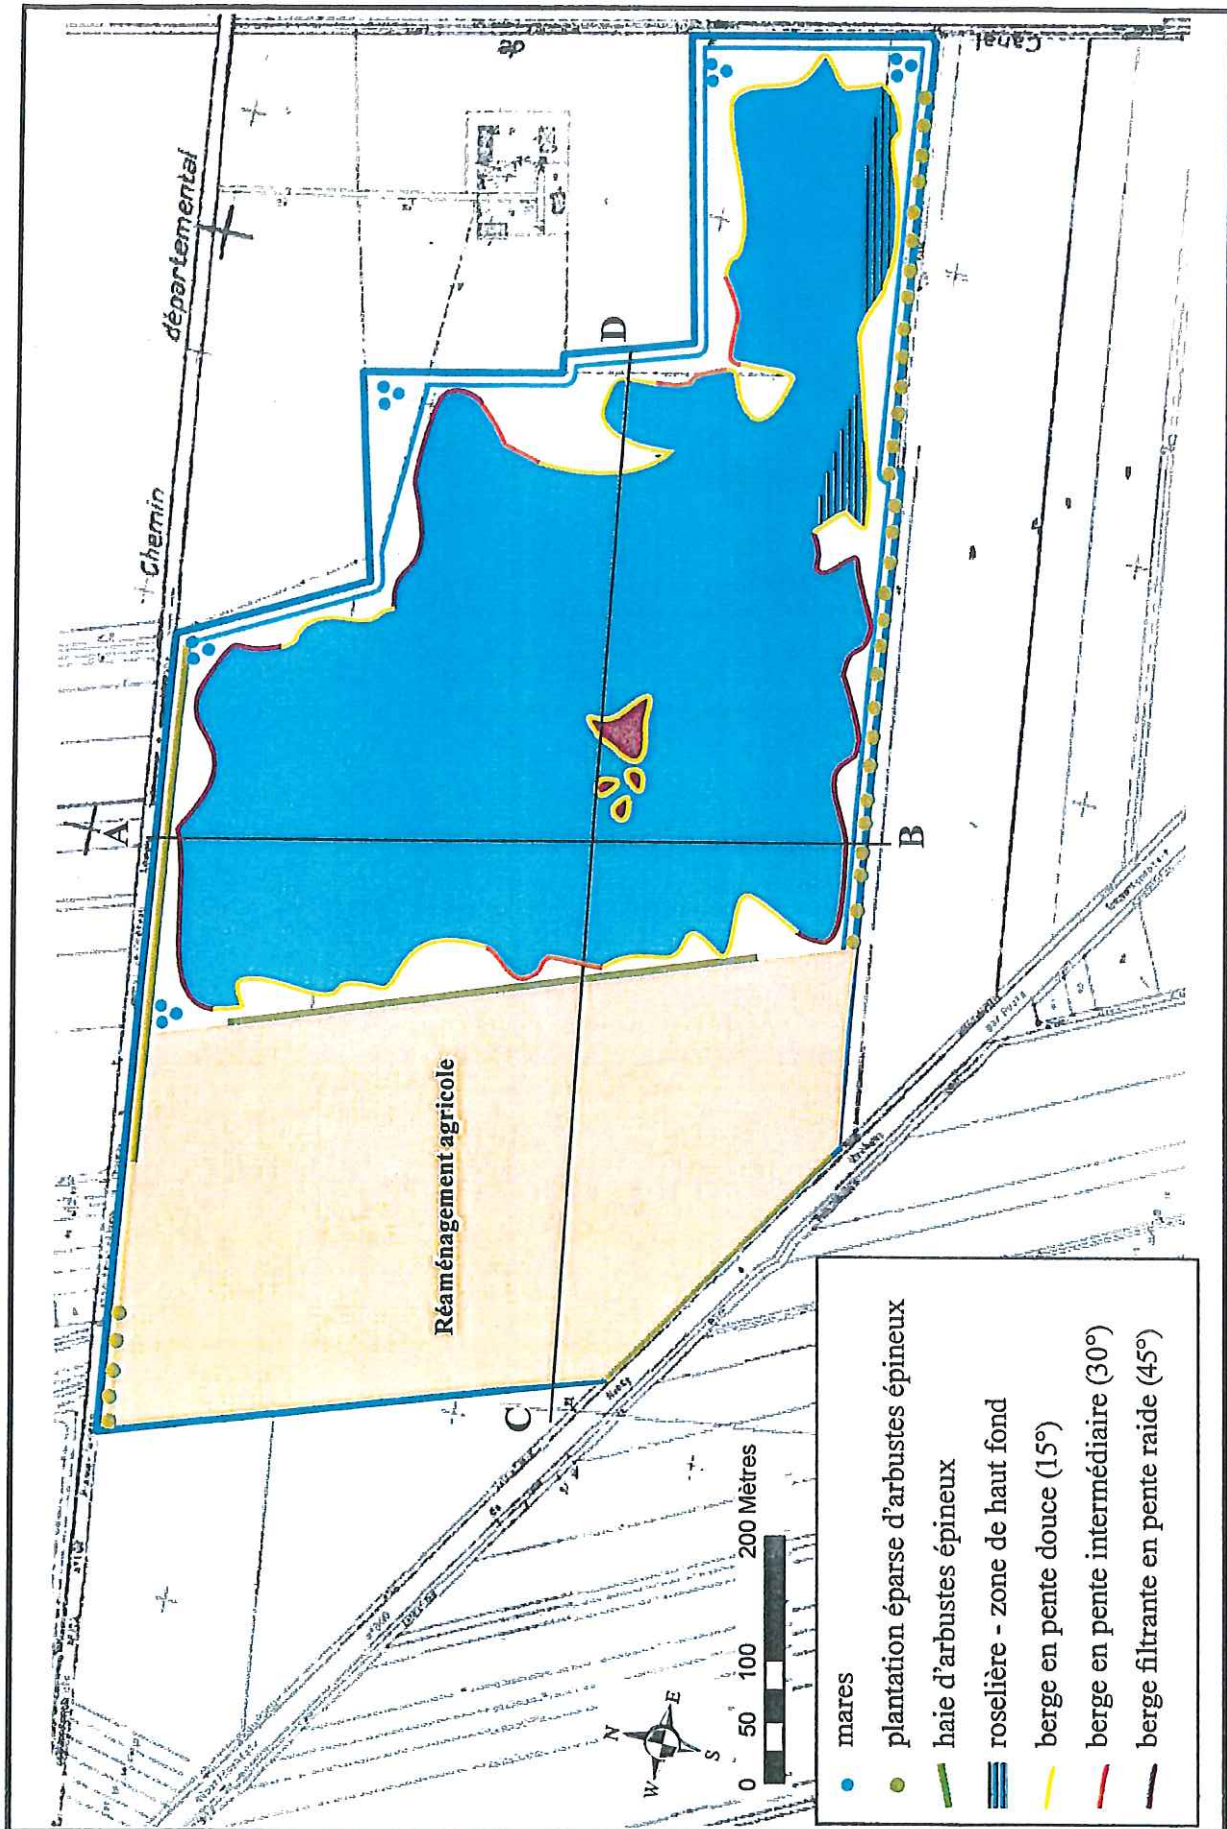 Chemin
départemental
de
Canal
A
B
C
D
Réaménagement agricole
N
W
E
S
0
50
100
200 Mètres
mares
plantation éparse d'arbustes épineux
haie d'arbustes épineux
roselière - zone de haut fond
berge en pente douce (15°)
berge en pente intermédiaire (30°)
berge filtrante en pente raide (45°)